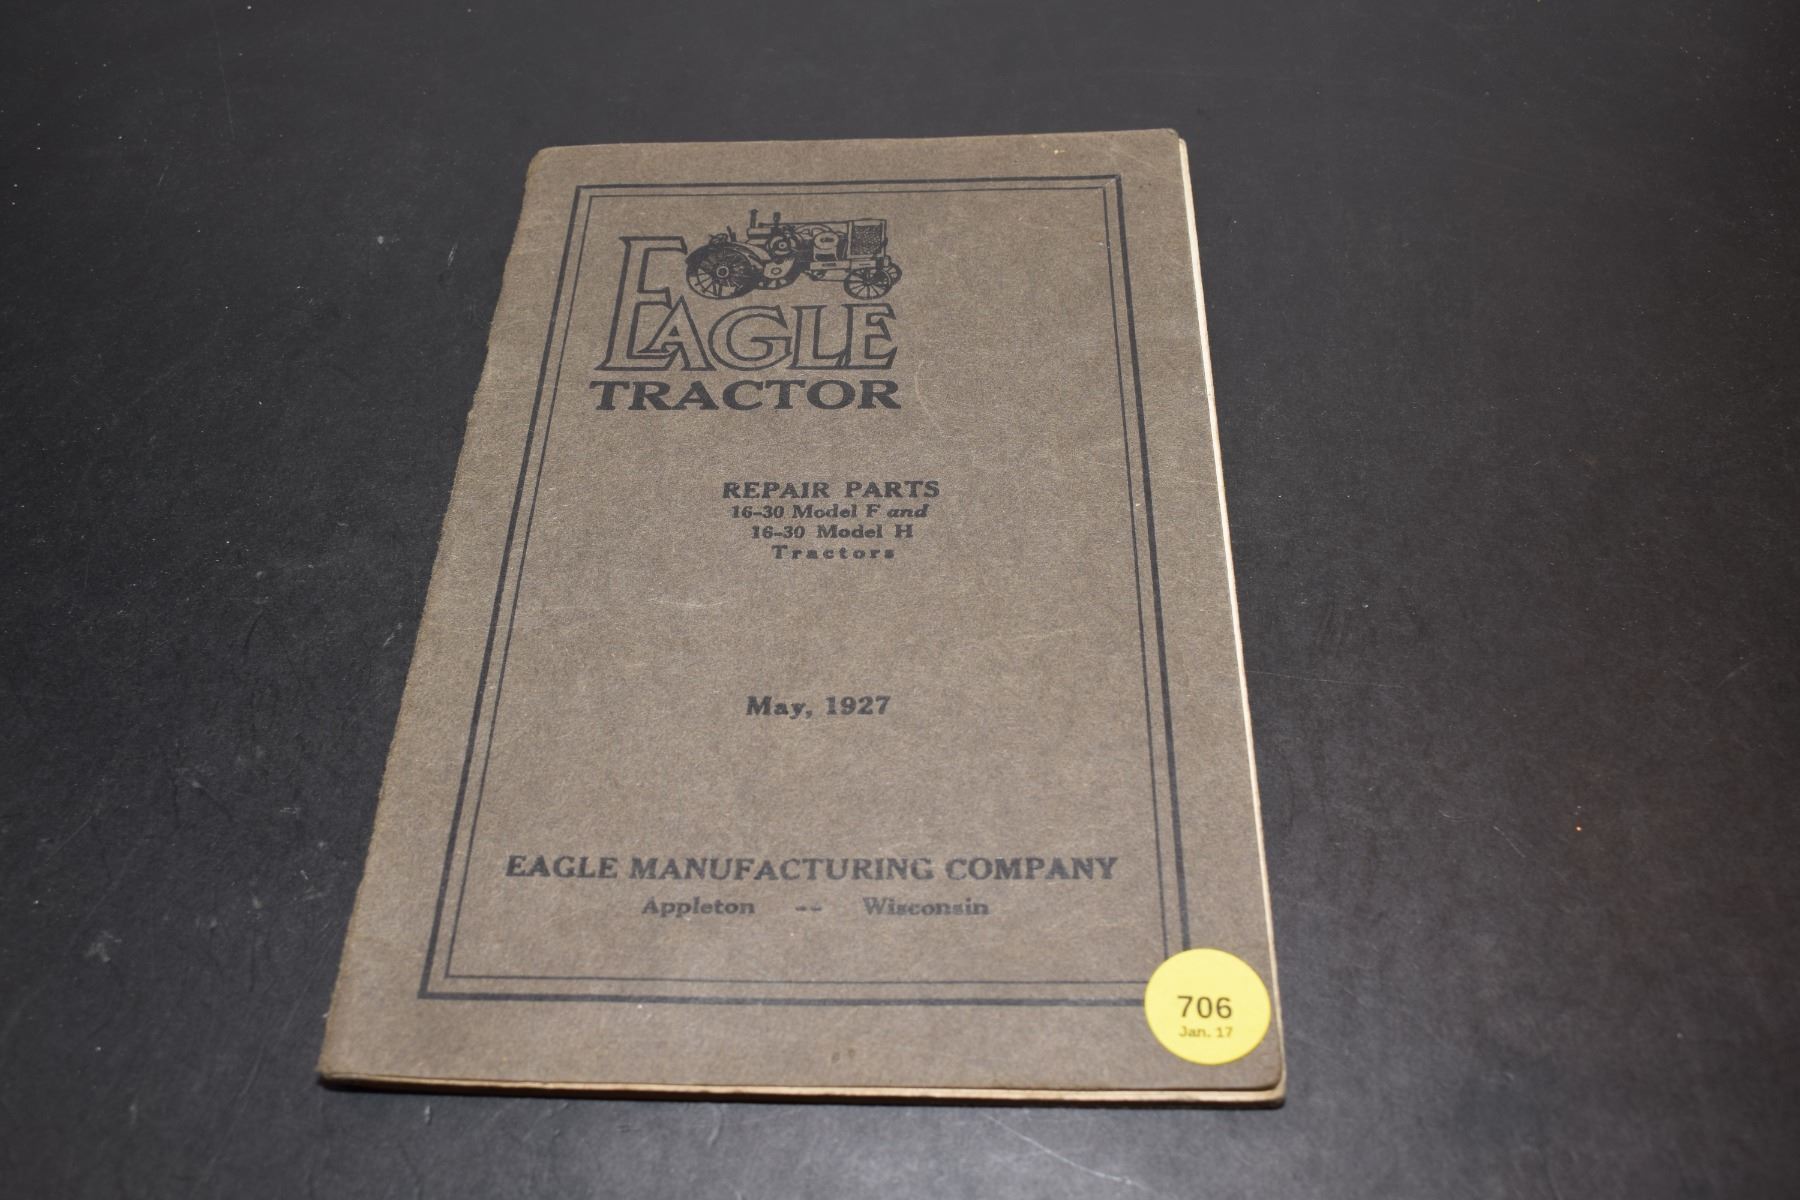 EAGLE
TRACTOR
REPAIR PARTS
16-30 Model F and
16-30 Model H
Tractors
May, 1927
EAGLE MANUFACTURING COMPANY
Appleton -- Wisconsin
706
Jan. 17